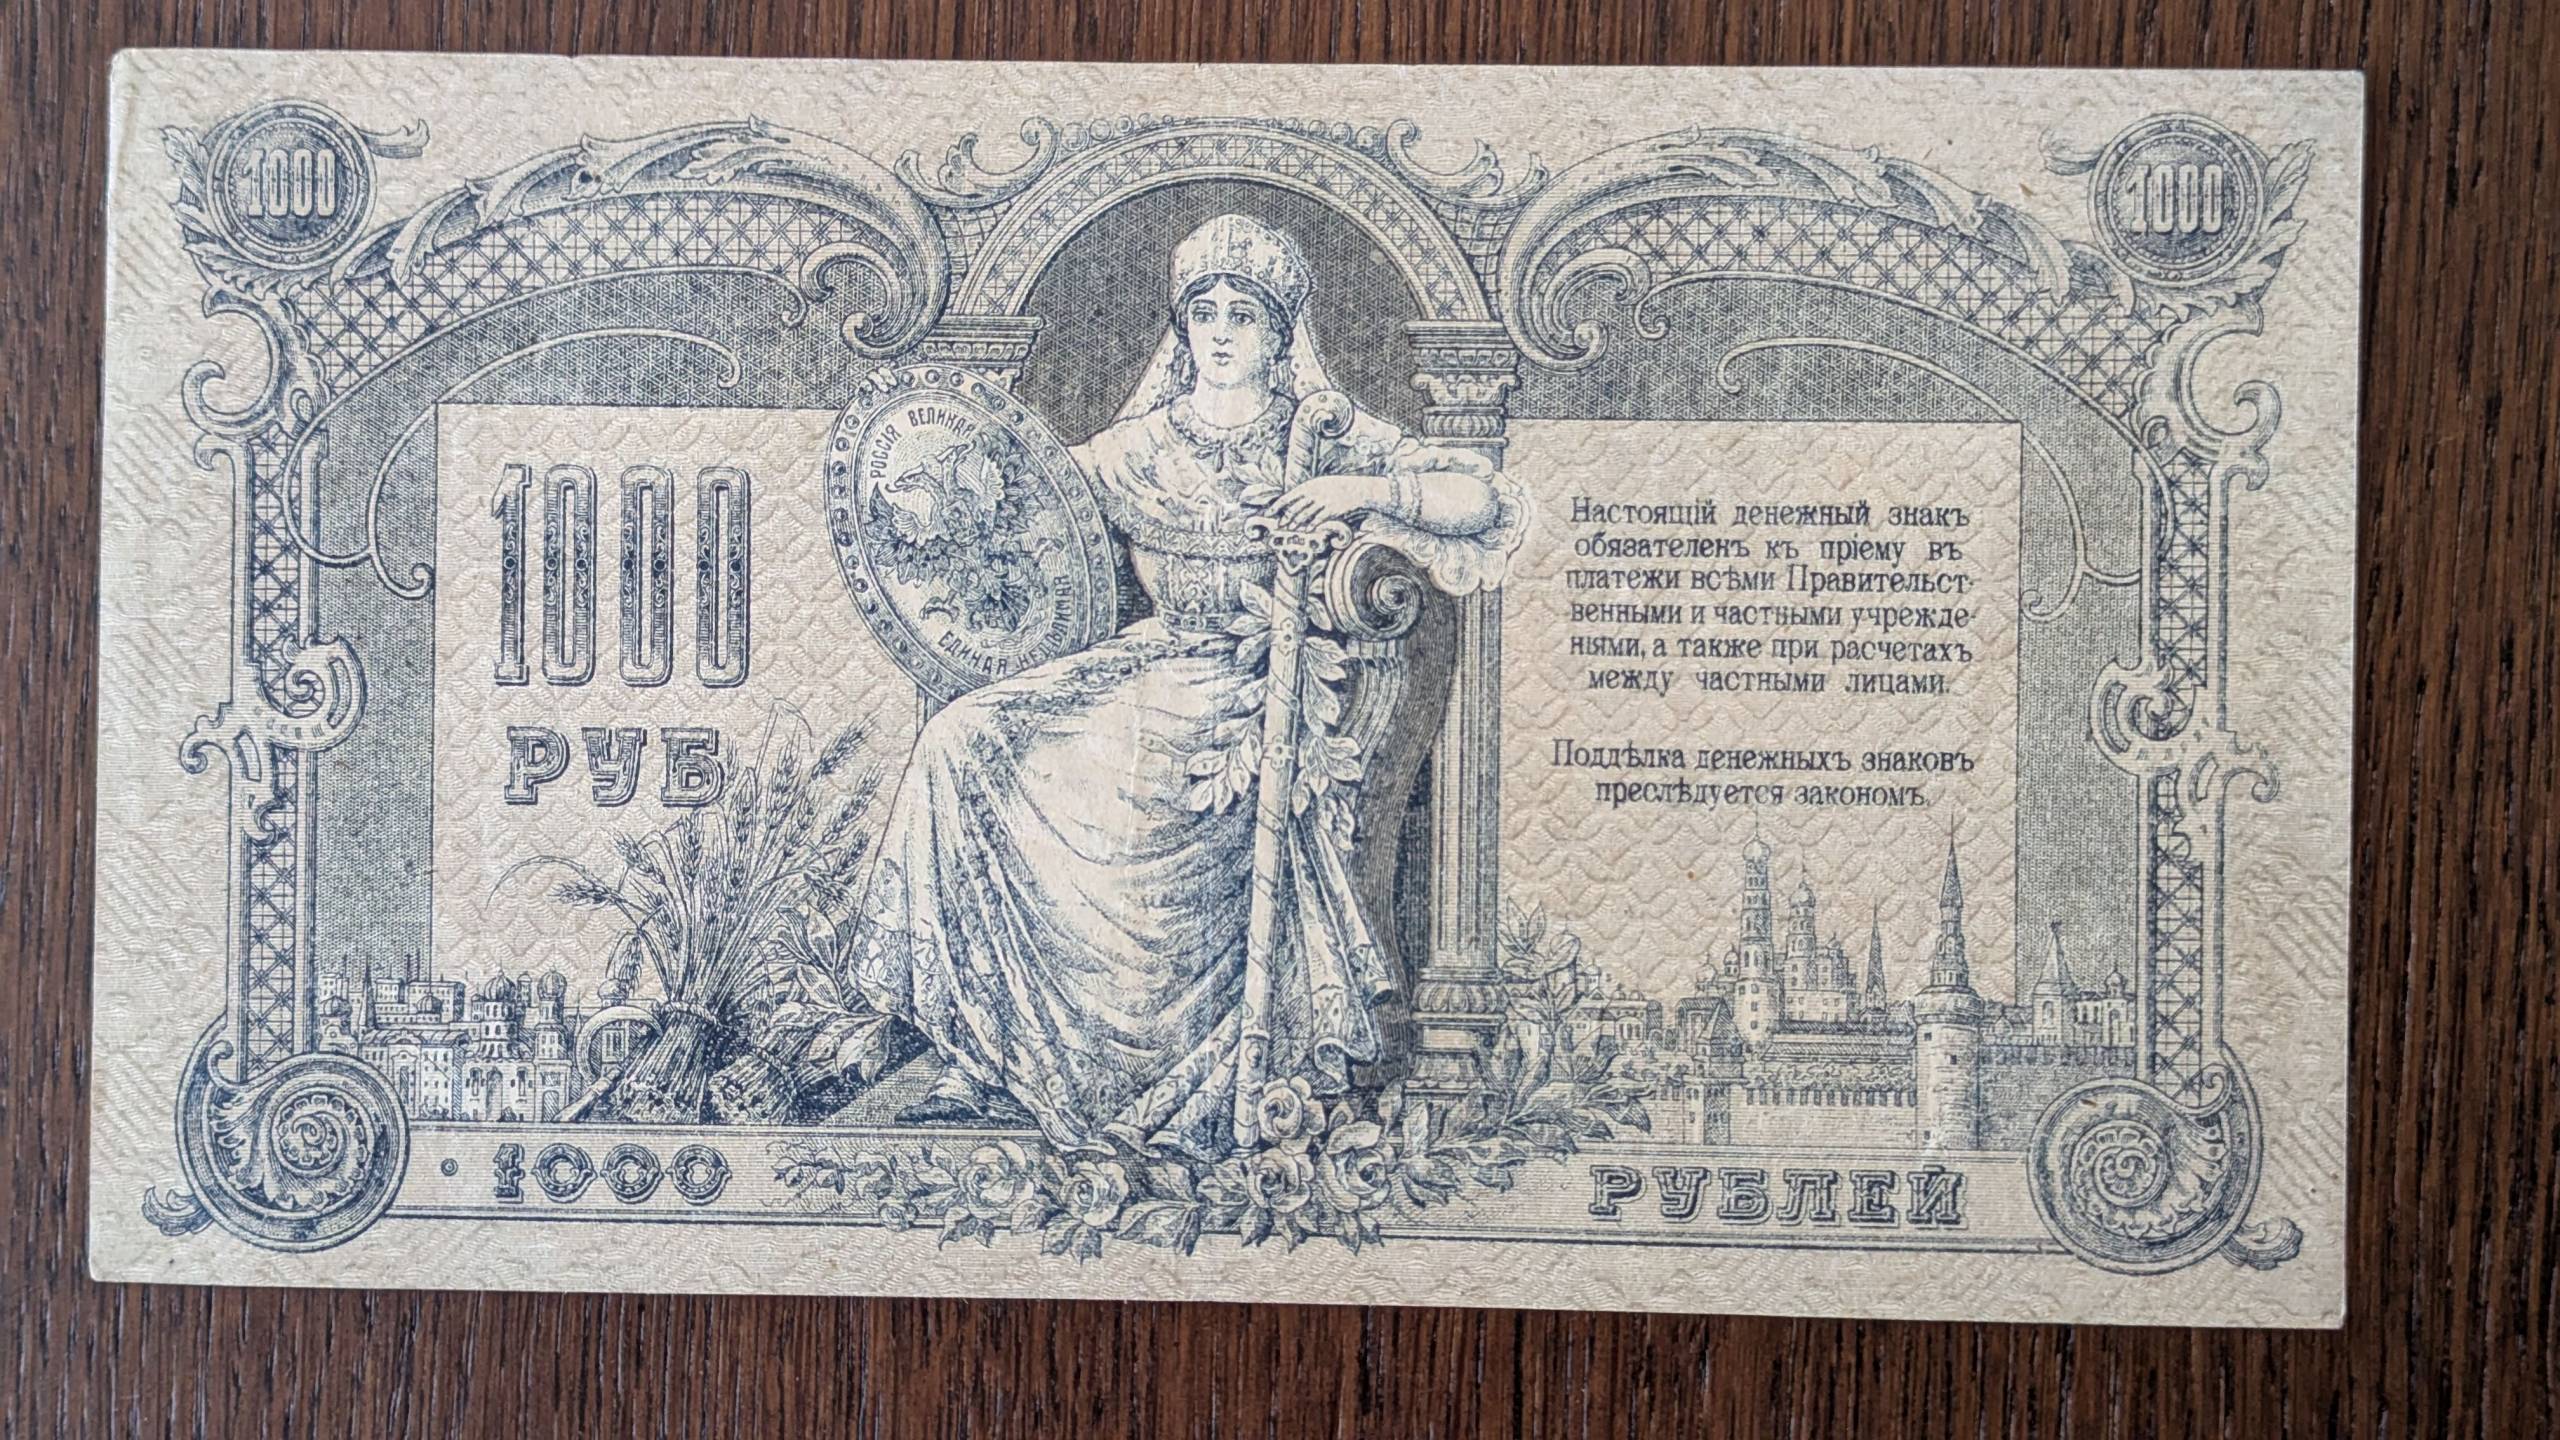 1000
1000
РОССІЯ ВЕЛИКАЯ
ЕДИНАЯ НЕДѢЛИМАЯ
1000
РУБ
Настоящій денежный знакъ
обязателенъ къ пріему въ
платежи всѣми Правительст-
венными и частными учрежде-
ніями, а также при расчетахъ
между частными лицами.
Поддѣлка денежныхъ знаковъ
преслѣдуется закономъ.
1000
РУБЛЕЙ